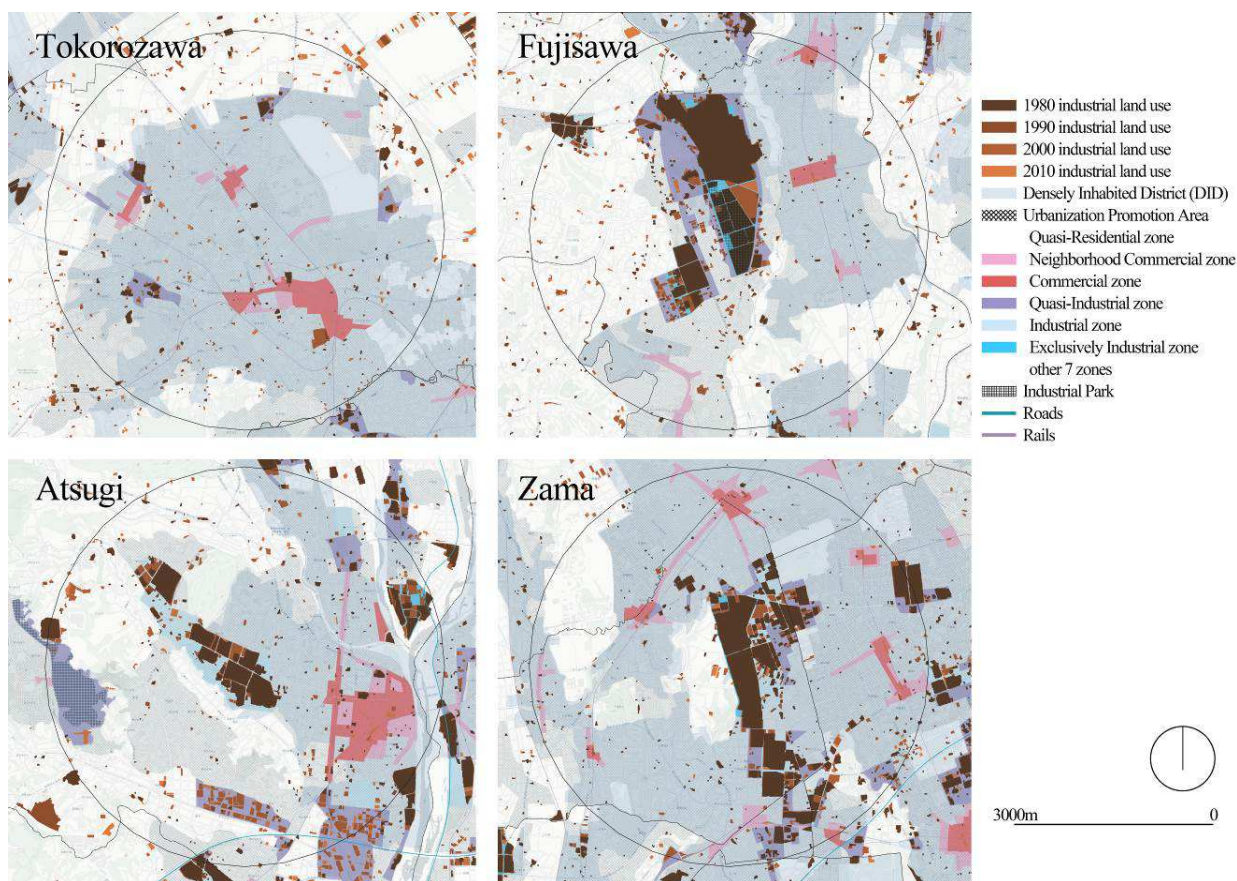 Tokorozawa
Fujisawa
1980 industrial land use
1990 industrial land use
2000 industrial land use
2010 industrial land use
Densely Inhabited District (DID)
Urbanization Promotion Area
Quasi-Residential zone
Neighborhood Commercial zone
Commercial zone
Quasi-Industrial zone
Industrial zone
Exclusively Industrial zone
other 7 zones
Industrial Park
Roads
Rails
Atsugi
Zama
3000m 0